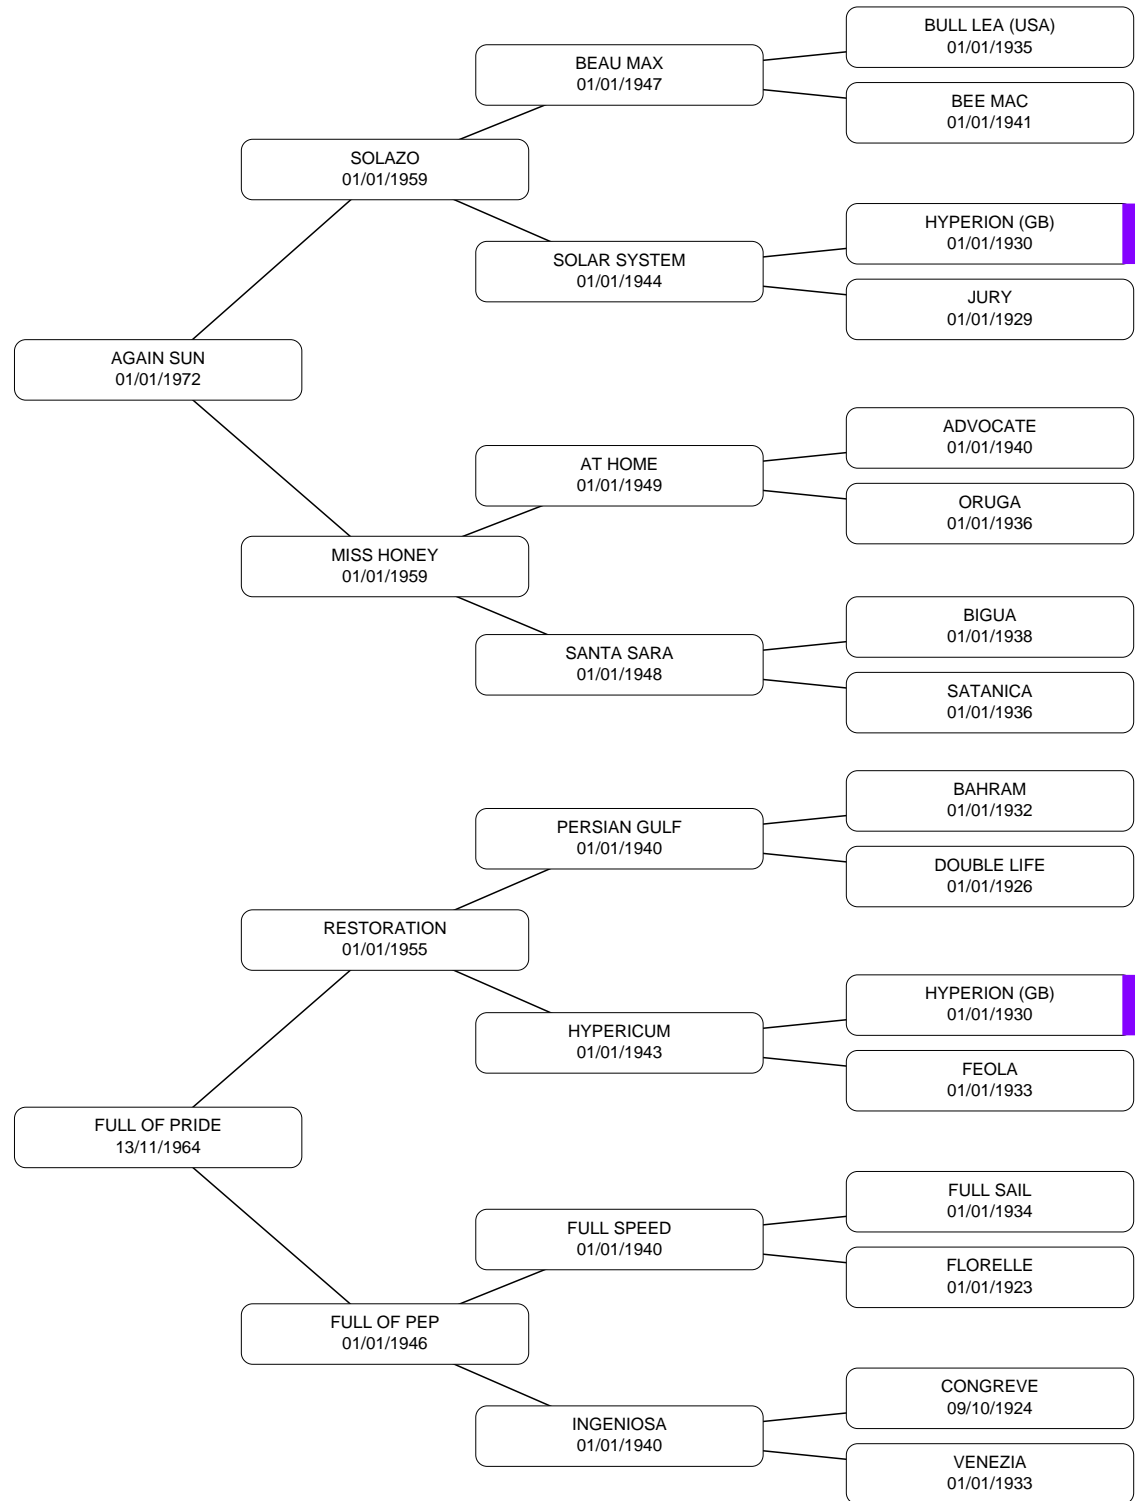 BULL LEA (USA)
01/01/1935
BEAU MAX
01/01/1947
BEE MAC
01/01/1941
SOLAZO
01/01/1959
HYPERION (GB)
01/01/1930
SOLAR SYSTEM
01/01/1944
JURY
01/01/1929
AGAIN SUN
01/01/1972
ADVOCATE
01/01/1940
AT HOME
01/01/1949
ORUGA
01/01/1936
MISS HONEY
01/01/1959
BIGUA
01/01/1938
SANTA SARA
01/01/1948
SATANICA
01/01/1936
BAHRAM
01/01/1932
PERSIAN GULF
01/01/1940
DOUBLE LIFE
01/01/1926
RESTORATION
01/01/1955
HYPERION (GB)
01/01/1930
HYPERICUM
01/01/1943
FEOLA
01/01/1933
FULL OF PRIDE
13/11/1964
FULL SAIL
01/01/1934
FULL SPEED
01/01/1940
FLORELLE
01/01/1923
FULL OF PEP
01/01/1946
CONGREVE
09/10/1924
INGENIOSA
01/01/1940
VENEZIA
01/01/1933